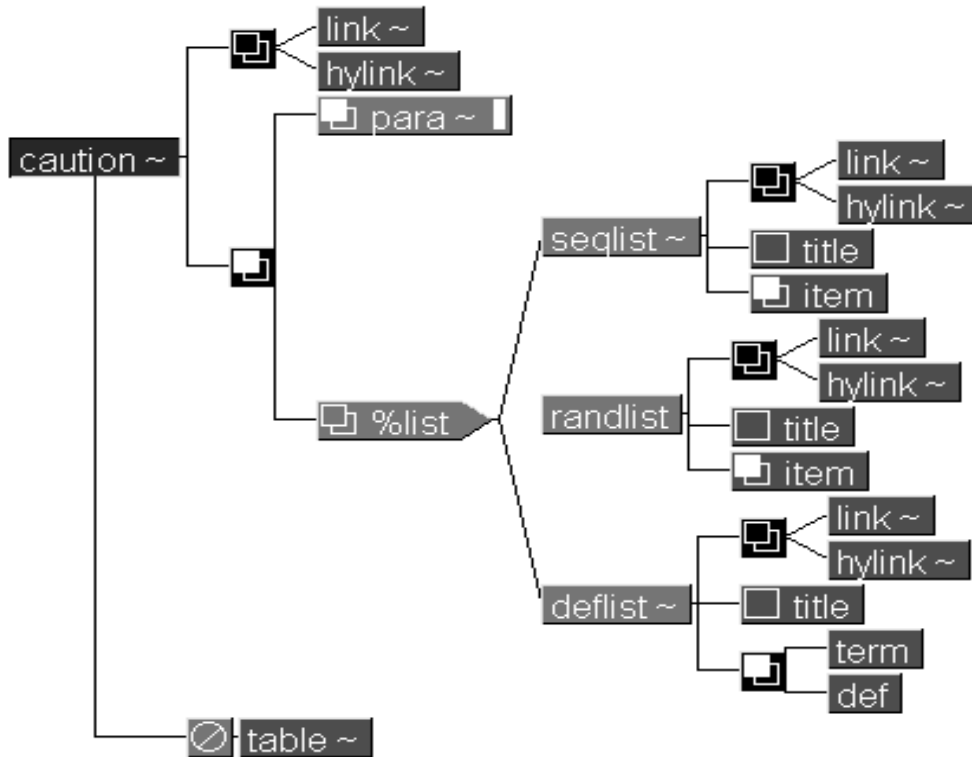 link ~
hylink ~
para ~
caution ~
link ~
hylink ~
seqlist ~
title
item
link ~
hylink ~
%list
randlist
title
item
link ~
hylink ~
deflist ~
title
term
def
table ~